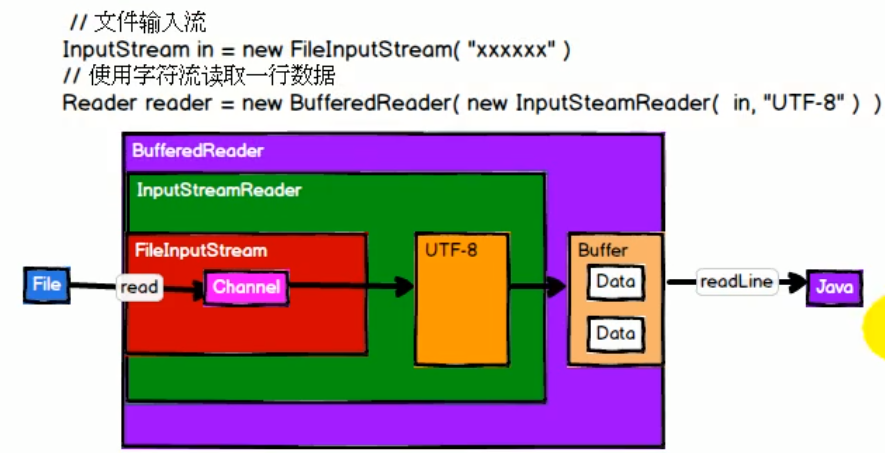 // 文件输入流
InputStream in = new FileInputStream( "xxxxxx" )
// 使用字符流读取一行数据
Reader reader = new BufferedReader( new InputSteamReader( in, "UTF-8" ) )
BufferedReader
InputStreamReader
FileInputStream
UTF-8
Buffer
File
read
Channel
Data
readLine
Java
Data